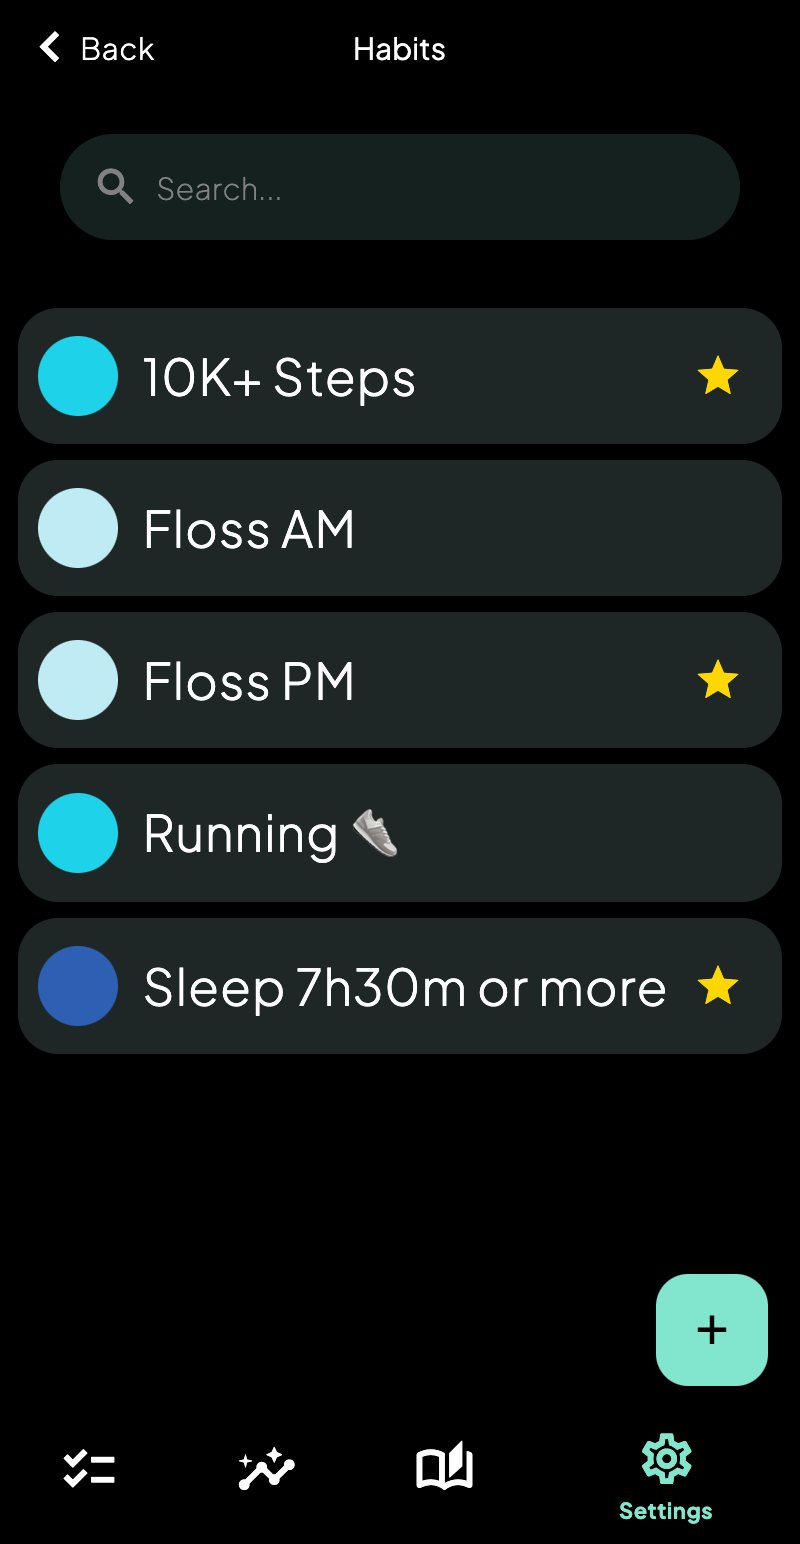 Back
Habits
Search...
10K+ Steps
Floss AM
Floss PM
Running 👟
Sleep 7h30m or more
+
Settings